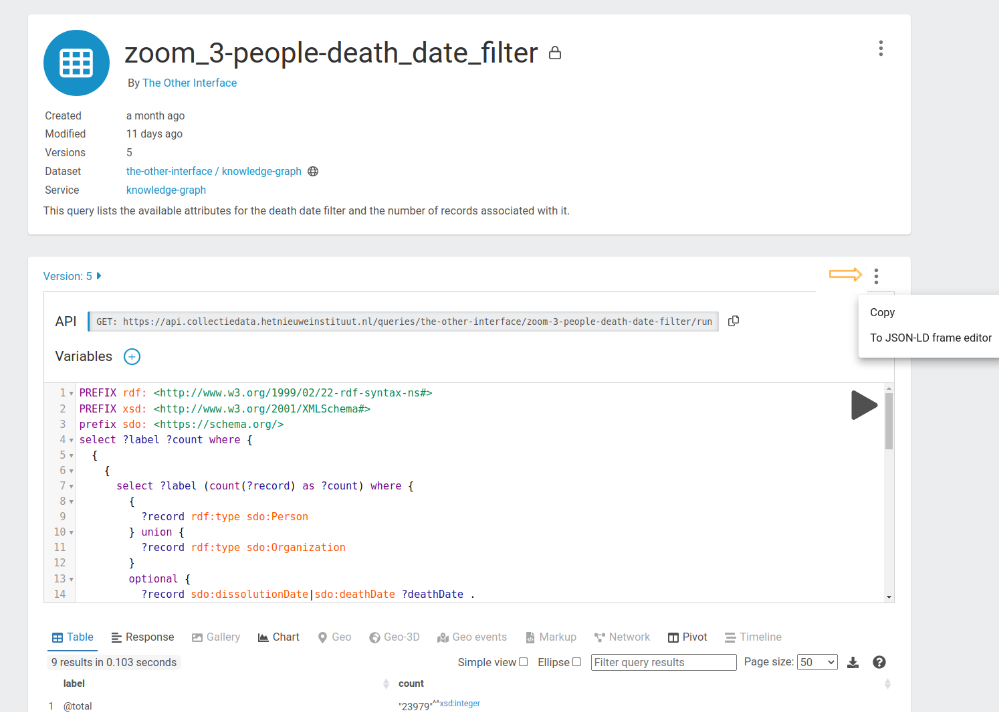 zoom_3-people-death_date_filter
By The Other Interface
Created a month ago
Modified 11 days ago
Versions 5
Dataset the-other-interface / knowledge-graph
Service knowledge-graph
This query lists the available attributes for the death date filter and the number of records associated with it.
Version: 5
Copy
To JSON-LD frame editor
API GET: https://api.collectiedata.hetnieuweinstituut.nl/queries/the-other-interface/zoom-3-people-death-date-filter/run
Variables
1 PREFIX rdf: <http://www.w3.org/1999/02/22-rdf-syntax-ns#>
2 PREFIX xsd: <http://www.w3.org/2001/XMLSchema#>
3 prefix sdo: <https://schema.org/>
4 select ?label ?count where {
5 {
6 {
7 select ?label (count(?record) as ?count) where {
8 {
9 ?record rdf:type sdo:Person
10 } union {
11 ?record rdf:type sdo:Organization
12 }
13 optional {
14 ?record sdo:dissolutionDate|sdo:deathDate ?deathDate .
Table Response Gallery Chart Geo Geo-3D Geo events Markup Network Pivot Timeline
9 results in 0.103 seconds Simple view Ellipse Filter query results Page size: 50
label count
1 @total "23979"^^xsd:integer